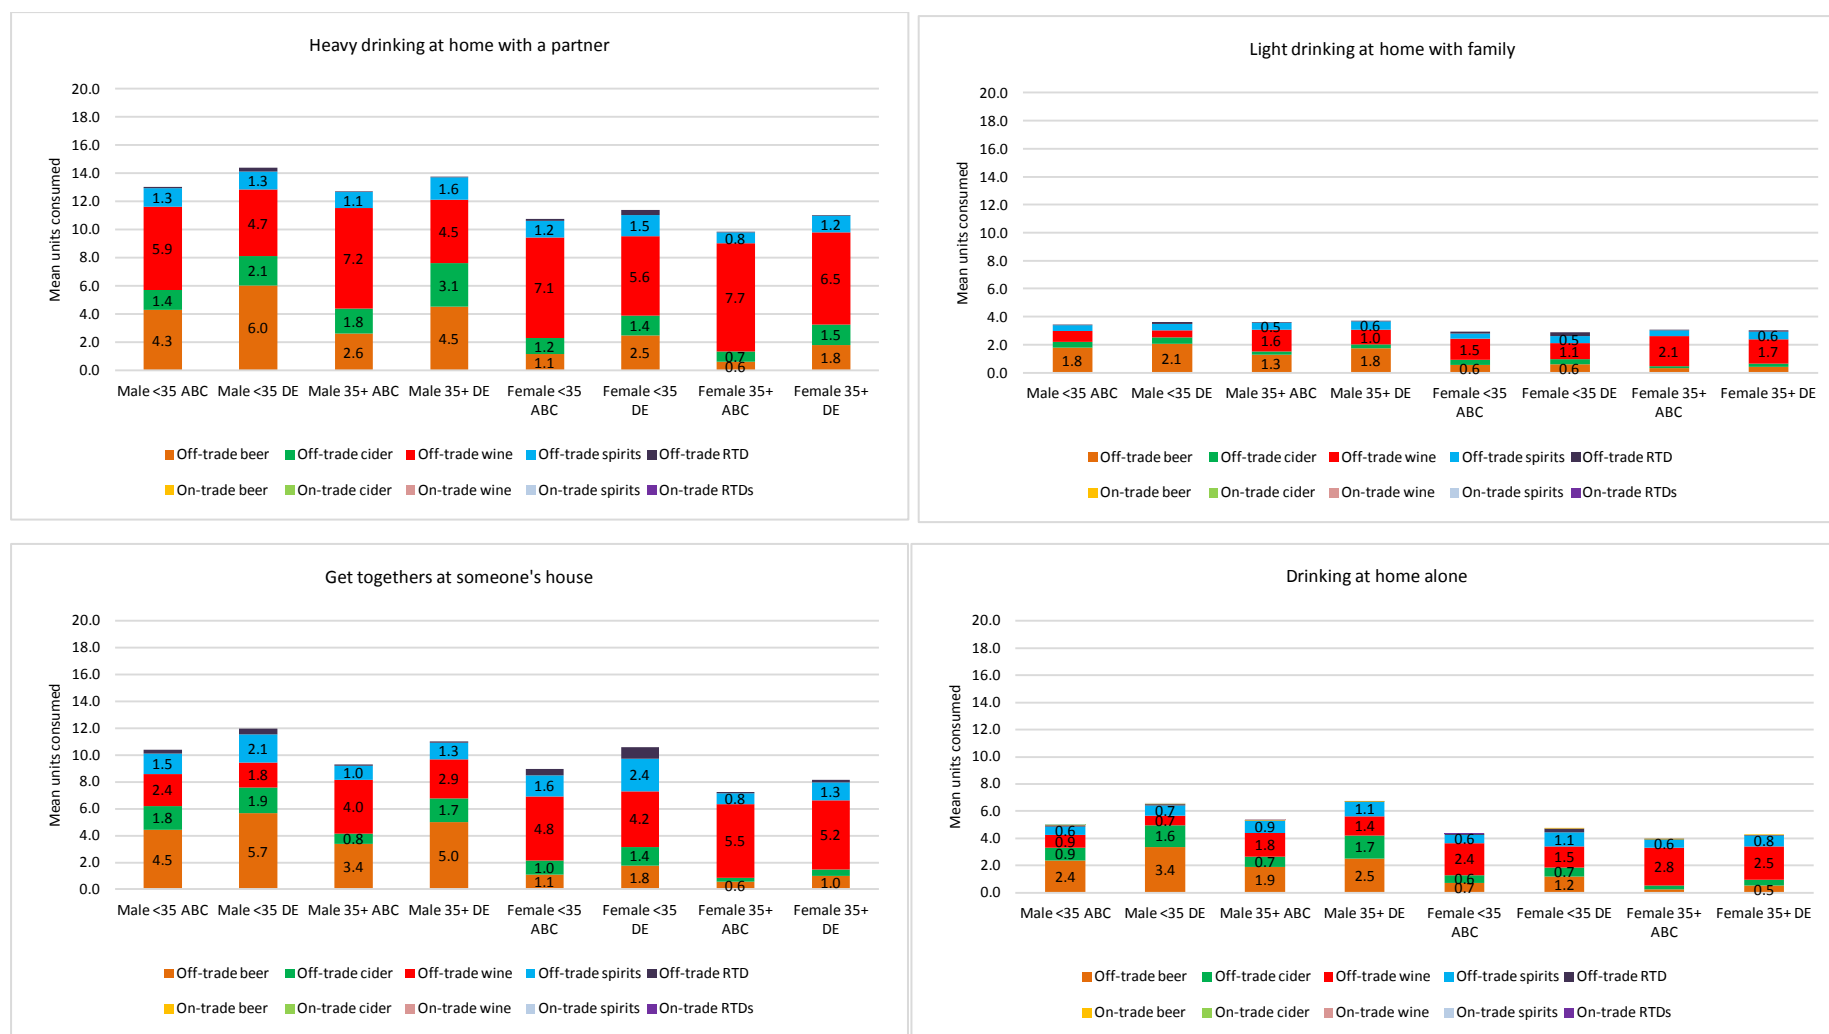 Heavy drinking at home with a partner
Mean units consumed
20.0
18.0
16.0
14.0
12.0
10.0
8.0
6.0
4.0
2.0
0.0
1.3 1.3 1.1 1.6 1.2 1.5 0.8 1.2
5.9 4.7 7.2 4.5 7.1 5.6 7.7 6.5
1.4 2.1 1.8 3.1 1.2 1.4 0.7 1.5
4.3 6.0 2.6 4.5 1.1 2.5 0.6 1.8
Male <35 ABC Male <35 DE Male 35+ ABC Male 35+ DE Female <35 Female <35 Female 35+ Female 35+
ABC DE ABC DE
Off-trade beer Off-trade cider Off-trade wine Off-trade spirits Off-trade RTD
On-trade beer On-trade cider On-trade wine On-trade spirits On-trade RTDs
Light drinking at home with family
Mean units consumed
20.0
18.0
16.0
14.0
12.0
10.0
8.0
6.0
4.0
2.0
0.0
0.5 0.6 0.5 0.6
1.6 1.0 1.5 1.1 2.1 1.7
1.8 2.1 1.3 1.8 0.6 0.6
Male <35 ABC Male <35 DE Male 35+ ABC Male 35+ DE Female <35 Female <35 DE Female 35+ Female 35+ DE
ABC ABC
Off-trade beer Off-trade cider Off-trade wine Off-trade spirits Off-trade RTD
On-trade beer On-trade cider On-trade wine On-trade spirits On-trade RTDs
Get togethers at someone's house
Mean units consumed
20.0
18.0
16.0
14.0
12.0
10.0
8.0
6.0
4.0
2.0
0.0
1.5 2.1 1.0 1.3 1.6 2.4 0.8 1.3
2.4 1.8 4.0 2.9 4.8 4.2 5.5 5.2
1.8 1.9 0.8 1.7 1.0 1.4
4.5 5.7 3.4 5.0 1.1 1.8 0.6 1.0
Male <35 ABC Male <35 DE Male 35+ ABC Male 35+ DE Female <35 Female <35 Female 35+ Female 35+
ABC DE ABC DE
Off-trade beer Off-trade cider Off-trade wine Off-trade spirits Off-trade RTD
On-trade beer On-trade cider On-trade wine On-trade spirits On-trade RTDs
Drinking at home alone
Mean units consumed
20.0
18.0
16.0
14.0
12.0
10.0
8.0
6.0
4.0
2.0
0.0
0.6 0.7 0.9 1.1 0.6 1.1 0.6 0.8
0.9 0.7 1.8 1.4 2.4 1.5 2.8 2.5
0.9 1.6 0.7 1.7 0.6 0.7
2.4 3.4 1.9 2.5 0.7 1.2 0.5
Male <35 ABC Male <35 DE Male 35+ ABC Male 35+ DE Female <35 Female <35 DE Female 35+ Female 35+ DE
ABC ABC
Off-trade beer Off-trade cider Off-trade wine Off-trade spirits Off-trade RTD
On-trade beer On-trade cider On-trade wine On-trade spirits On-trade RTDs